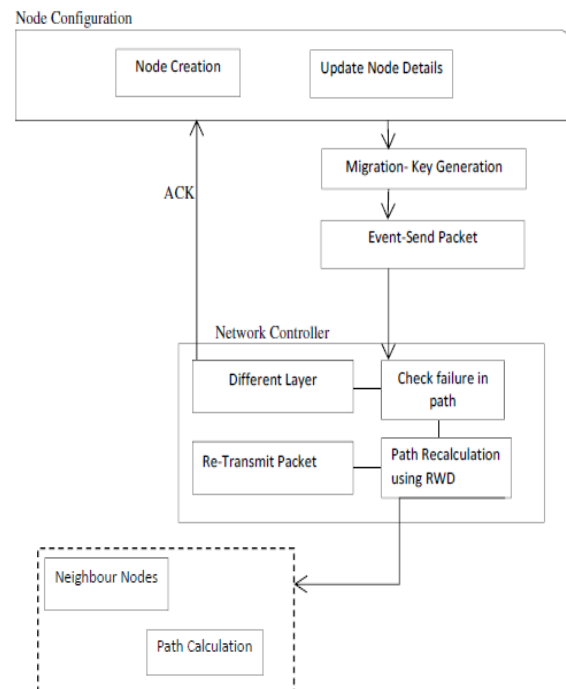 Node Configuration
Node Creation
Update Node Details
Migration- Key Generation
ACK
Event-Send Packet
Network Controller
Different Layer
Check failure in
path
Re-Transmit Packet
Path Recalculation
using RWD
Neighbour Nodes
Path Calculation